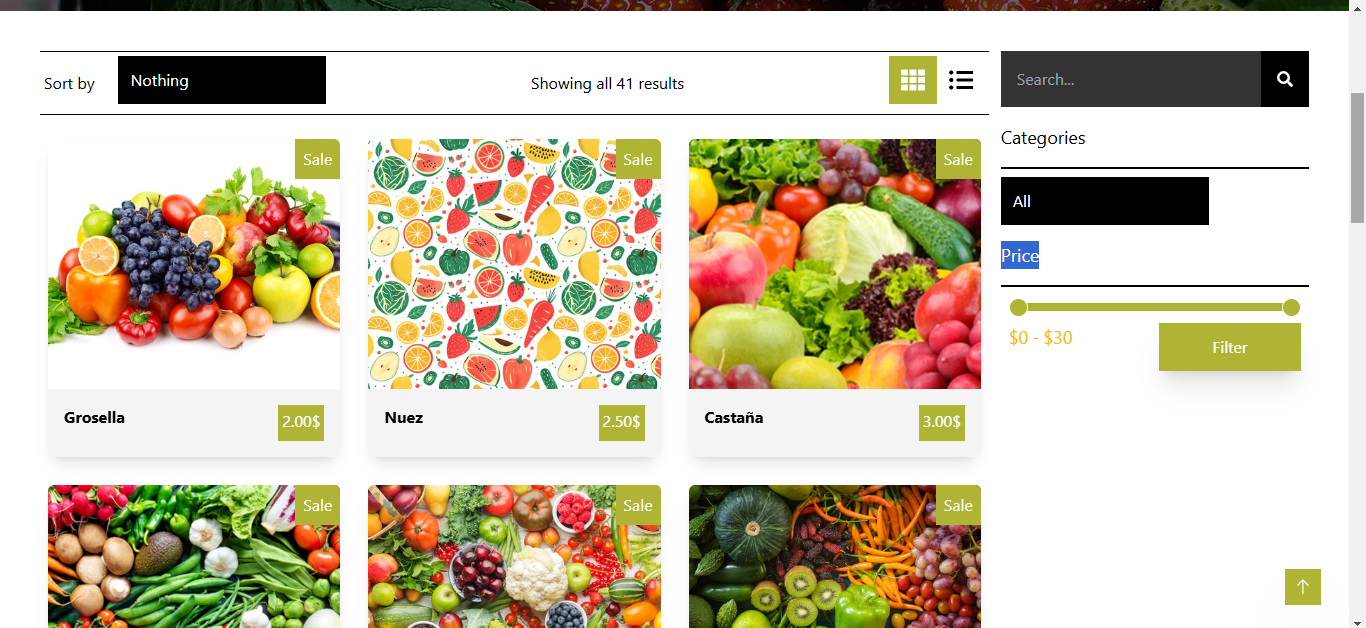 Sort by
Nothing
Showing all 41 results
Search...
Categories
All
Price
$0 - $30
Filter
Sale
Sale
Sale
Grosella
2.00$
Nuez
2.50$
Castaña
3.00$
Sale
Sale
Sale